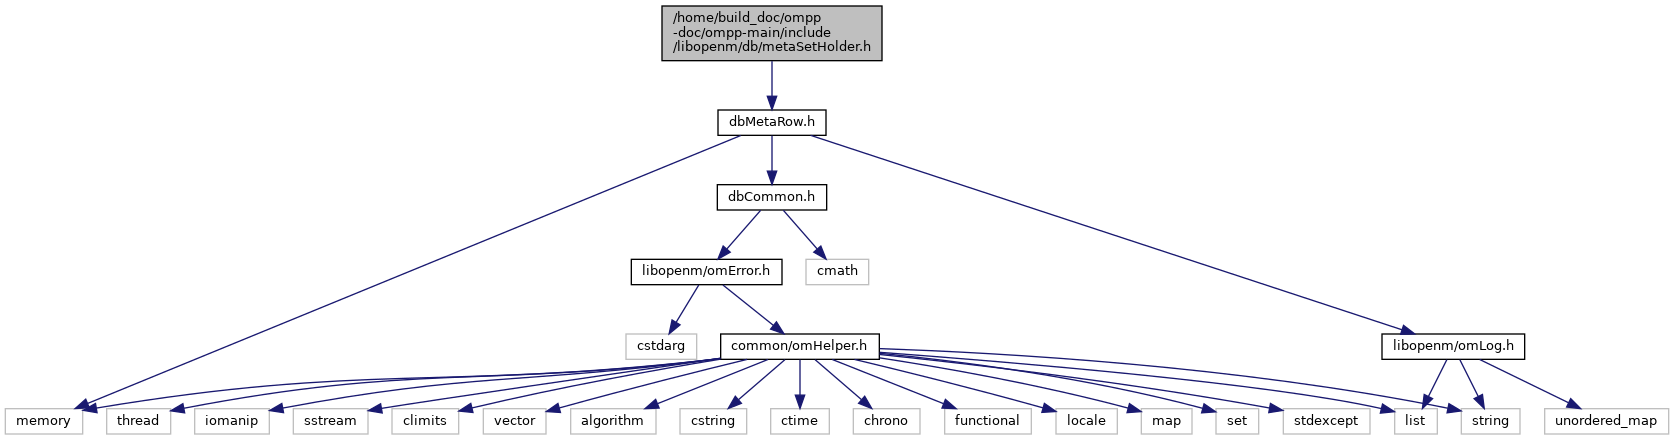 /home/build_doc/ompp
-doc/ompp-main/include
/libopenm/db/metaSetHolder.h
dbMetaRow.h
dbCommon.h
libopenm/omError.h
cmath
cstdarg
common/omHelper.h
libopenm/omLog.h
memory
thread
iomanip
sstream
climits
vector
algorithm
cstring
ctime
chrono
functional
locale
map
set
stdexcept
list
string
unordered_map